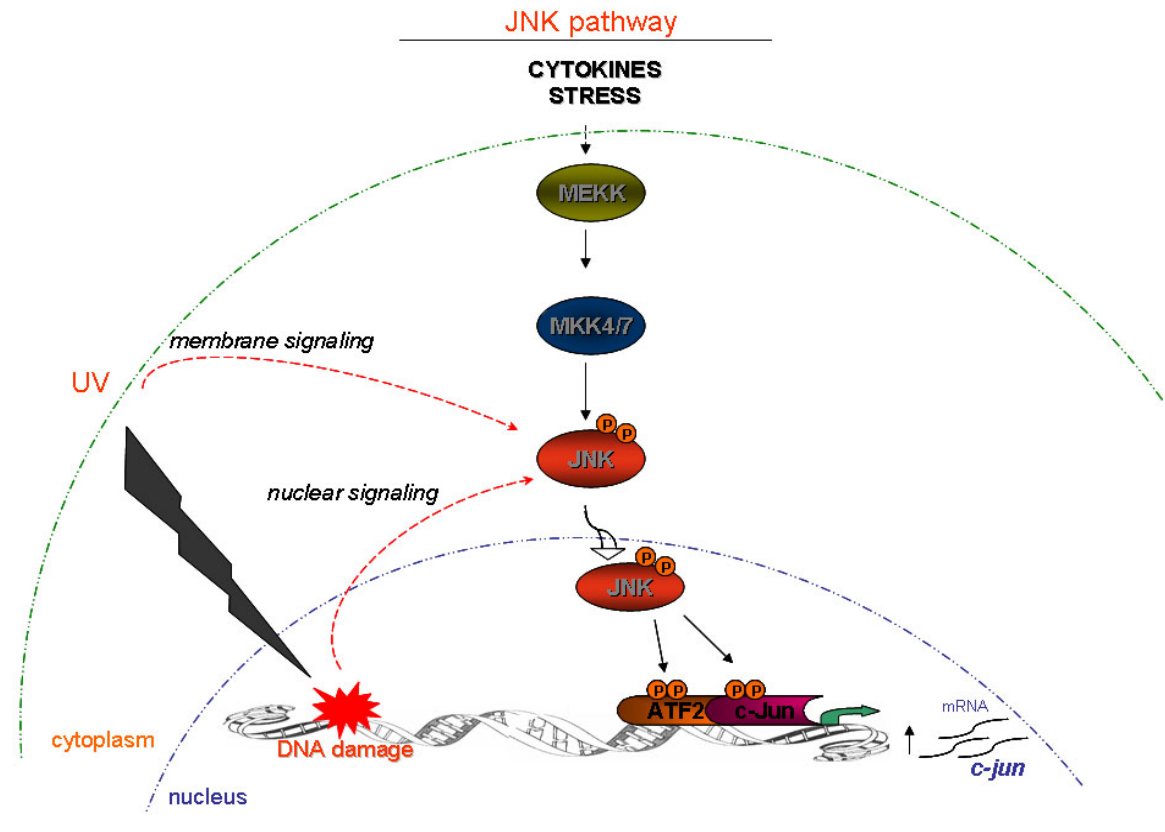 JNK pathway
CYTOKINES
STRESS
MEKK
MKK4/7
membrane signaling
UV
P
P
JNK
nuclear signaling
P
P
JNK
P P
P P
ATF2
c-Jun
mRNA
cytoplasm
DNA damage
c-jun
nucleus